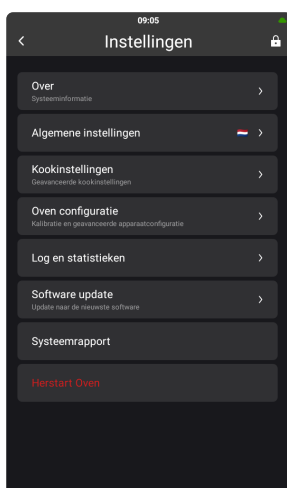 09:05
Instellingen
Over
Systeeminformatie
Algemene instellingen
Kookinstellingen
Geavanceerde kookinstellingen
Oven configuratie
Kalibratie en geavanceerde apparaatconfiguratie
Log en statistieken
Software update
Update naar de nieuwste software
Systeemrapport
Herstart Oven